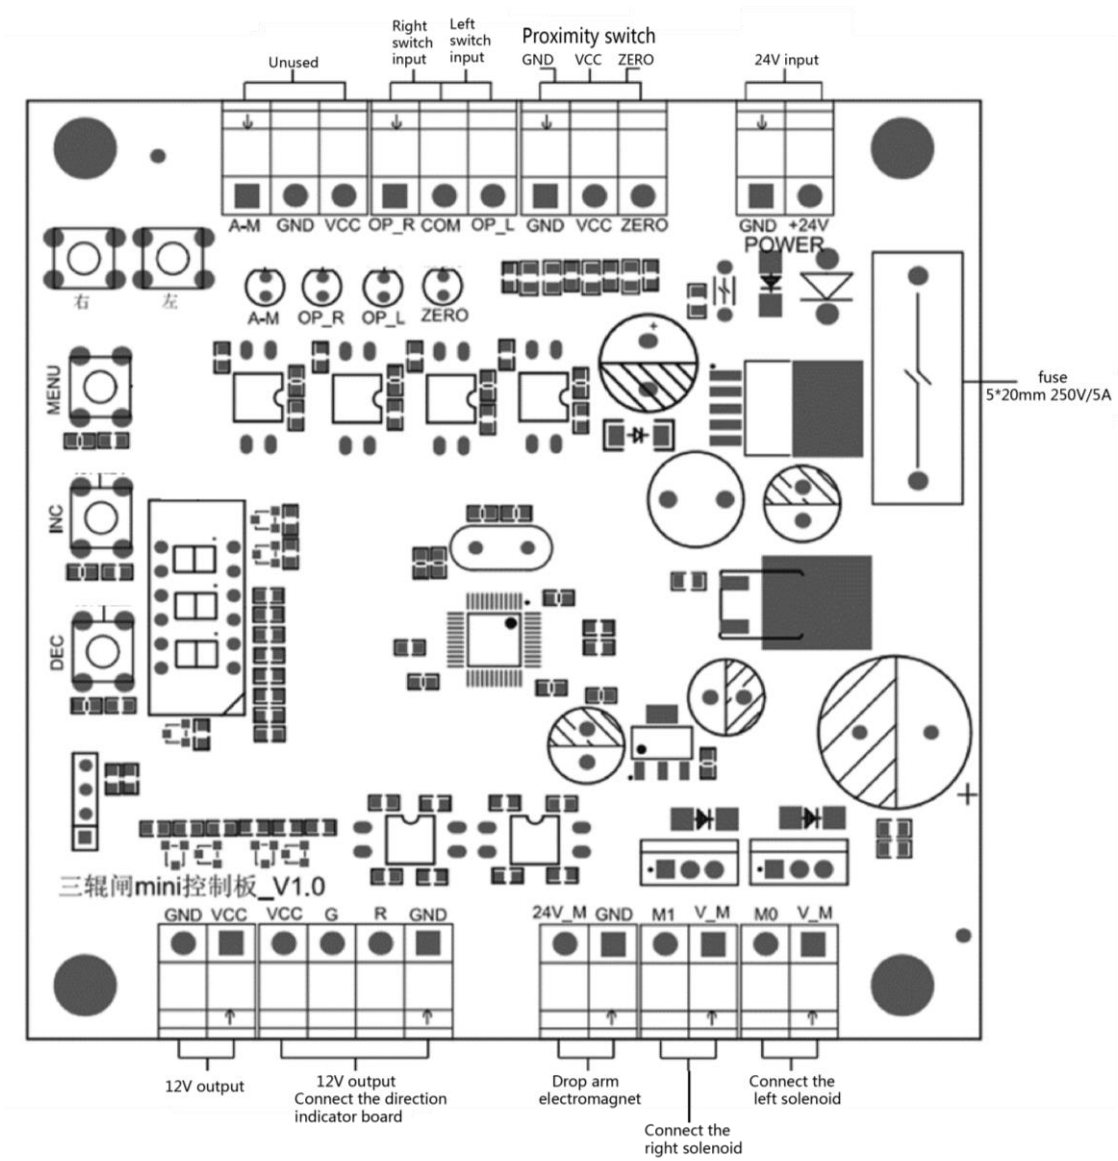 Right
switch
input
Left
switch
input
Proximity switch
GND VCC ZERO
Unused
24V input
A-M GND VCC OP_R COM OP_L GND VCC ZERO
GND +24V
POWER
右 左
A-M OP_R OP_L ZERO
MENU
fuse
5*20mm 250V/5A
INC
DEC
+
+
三辊闸mini控制板_V1.0
GND VCC VCC G R GND
24V_M GND M1 V_M M0 V_M
12V output
12V output
Connect the direction
indicator board
Drop arm
electromagnet
Connect the
right solenoid
Connect the
left solenoid